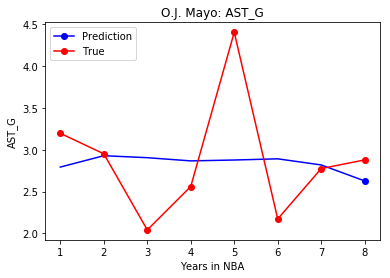 O.J. Mayo: AST_G
Prediction
True
4.5
4.0
3.5
3.0
2.5
2.0
AST_G
1 2 3 4 5 6 7 8
Years in NBA